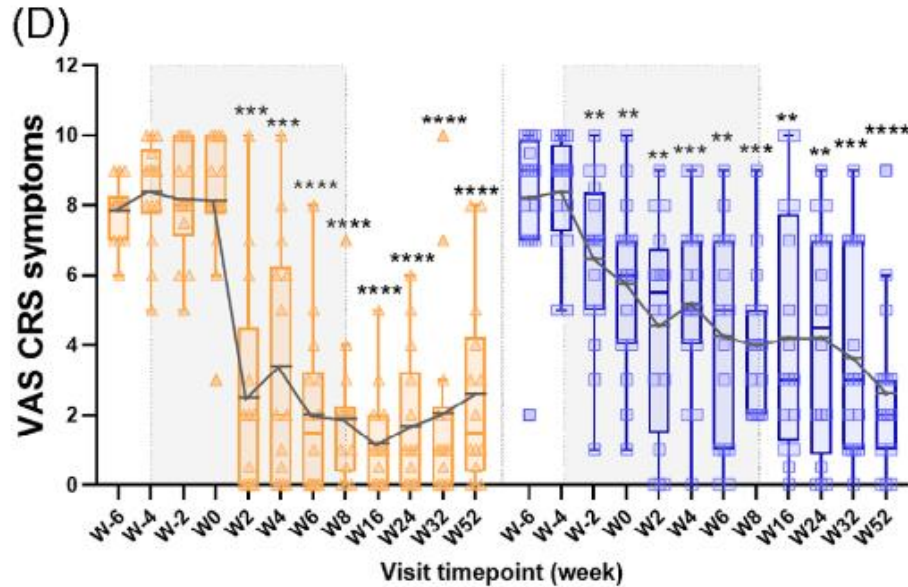 (D)
VAS CRS symptoms
12
10
8
6
4
2
0
*** *** **** **** **** **** **** ****
** ** ** *** ** *** ** ** *** ****
W-6 W-4 W-2 W0 W2 W4 W6 W8 W16 W24 W32 W52 W-6 W-4 W-2 W0 W2 W4 W6 W8 W16 W24 W32 W52
Visit timepoint (week)